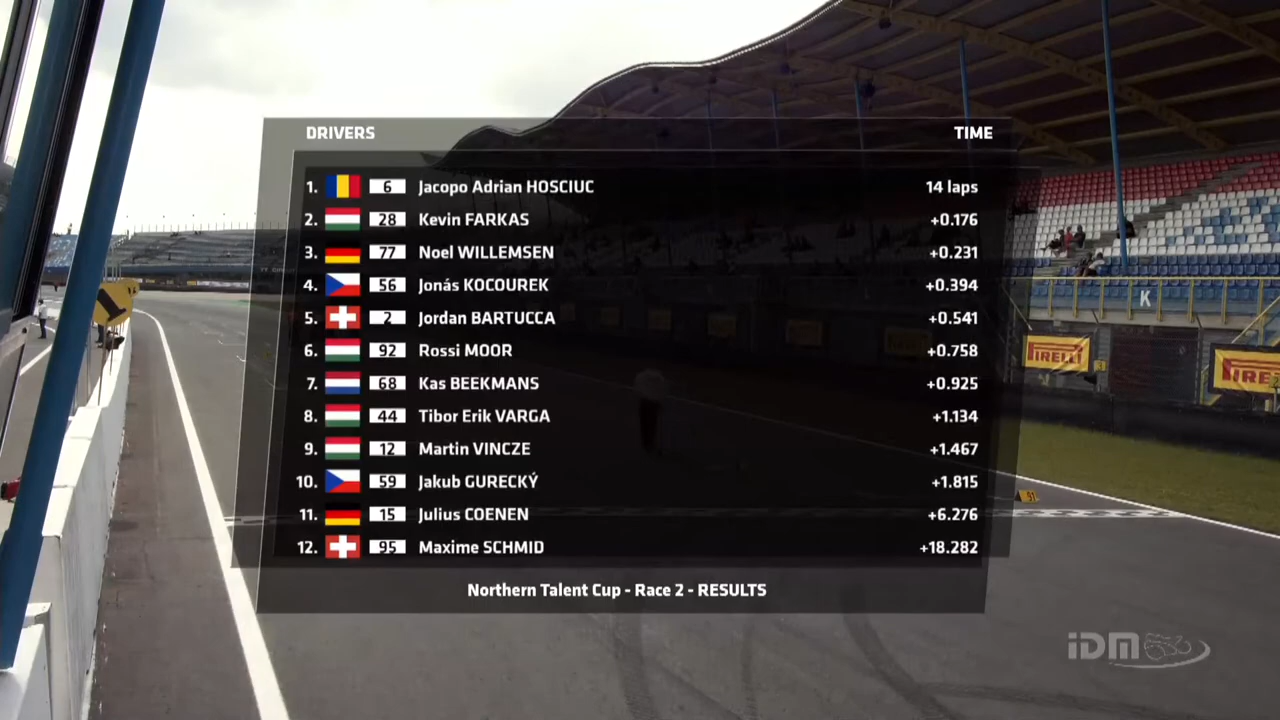 DRIVERS TIME
1. 6 Jacopo Adrian HOSCIUC 14 laps
2. 28 Kevin FARKAS +0.176
3. 77 Noel WILLEMSEN +0.231
4. 56 Jonás KOCOUREK +0.394
5. 2 Jordan BARTUCCA +0.541
6. 92 Rossi MOOR +0.758
7. 68 Kas BEEKMANS +0.925
8. 44 Tibor Erik VARGA +1.134
9. 12 Martin VINCZE +1.467
10. 59 Jakub GURECKÝ +1.815
11. 15 Julius COENEN +6.276
12. 95 Maxime SCHMID +18.282
Northern Talent Cup - Race 2 - RESULTS
K
PIRELLI
IDM